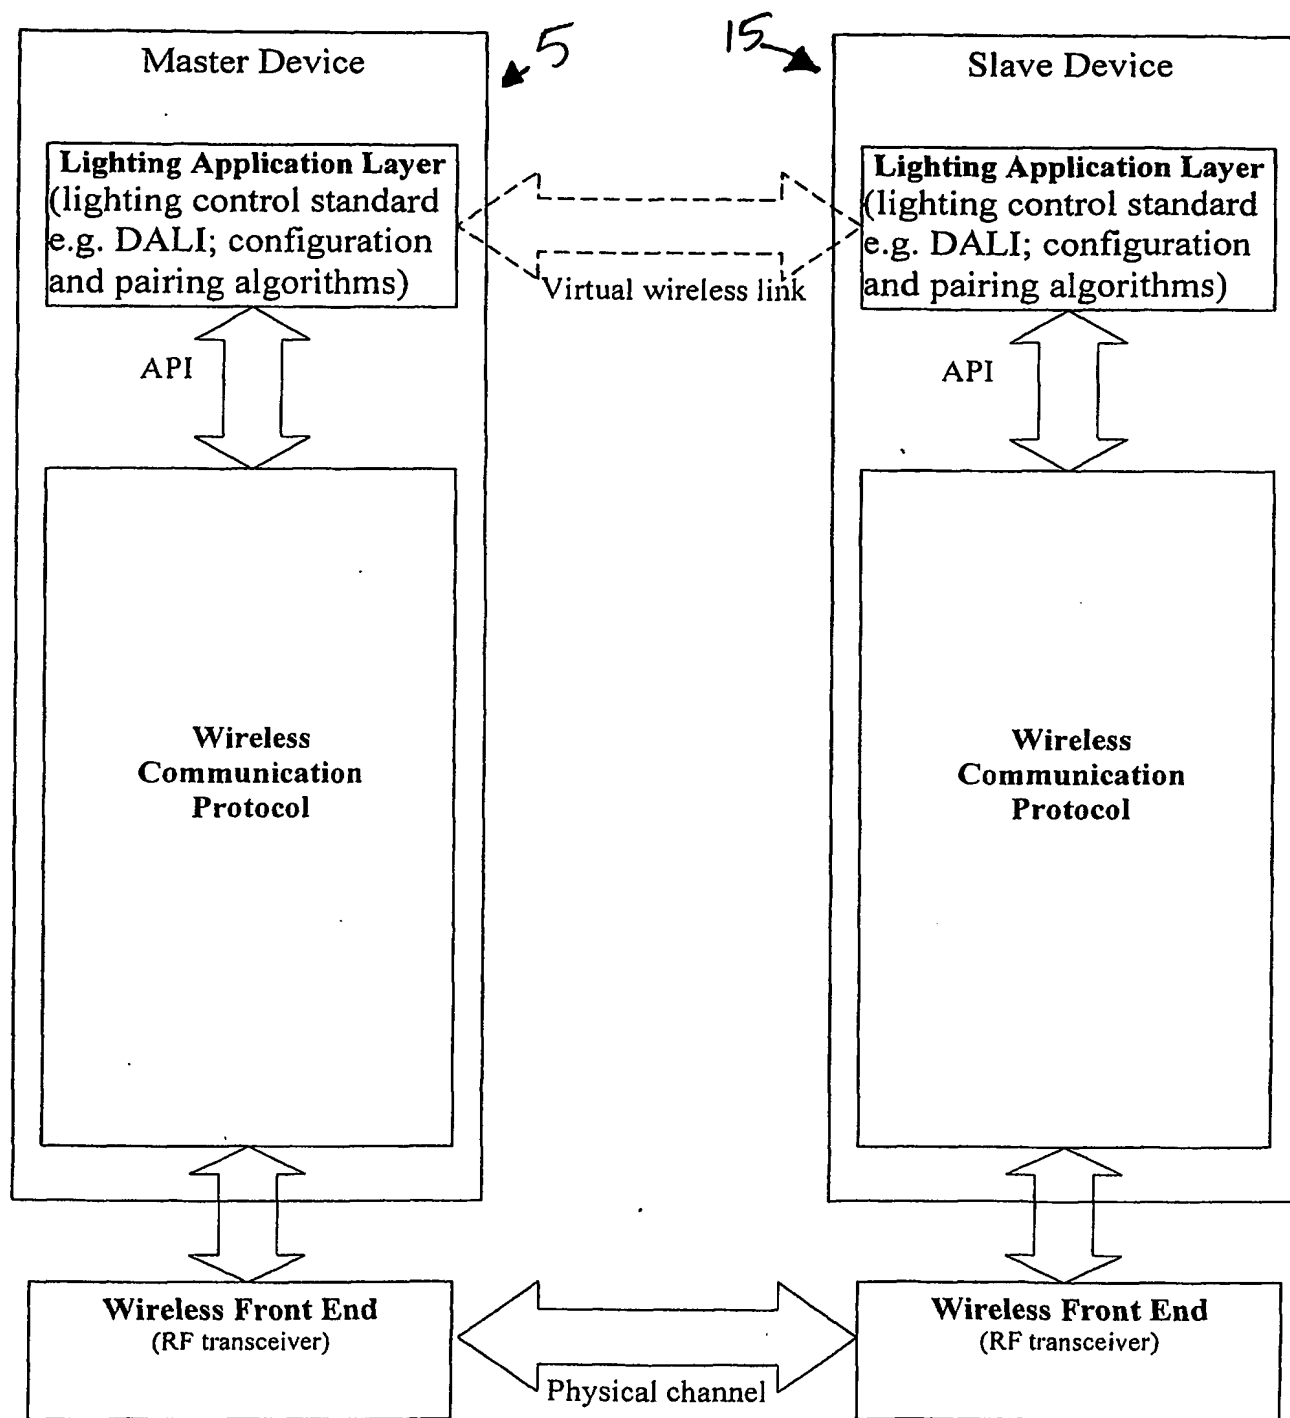 5
15
Master Device
Slave Device
Lighting Application Layer
(lighting control standard
e.g. DALI; configuration
and pairing algorithms)
Lighting Application Layer
(lighting control standard
e.g. DALI; configuration
and pairing algorithms)
Virtual wireless link
API
API
Wireless
Communication
Protocol
Wireless
Communication
Protocol
Wireless Front End
(RF transceiver)
Wireless Front End
(RF transceiver)
Physical channel